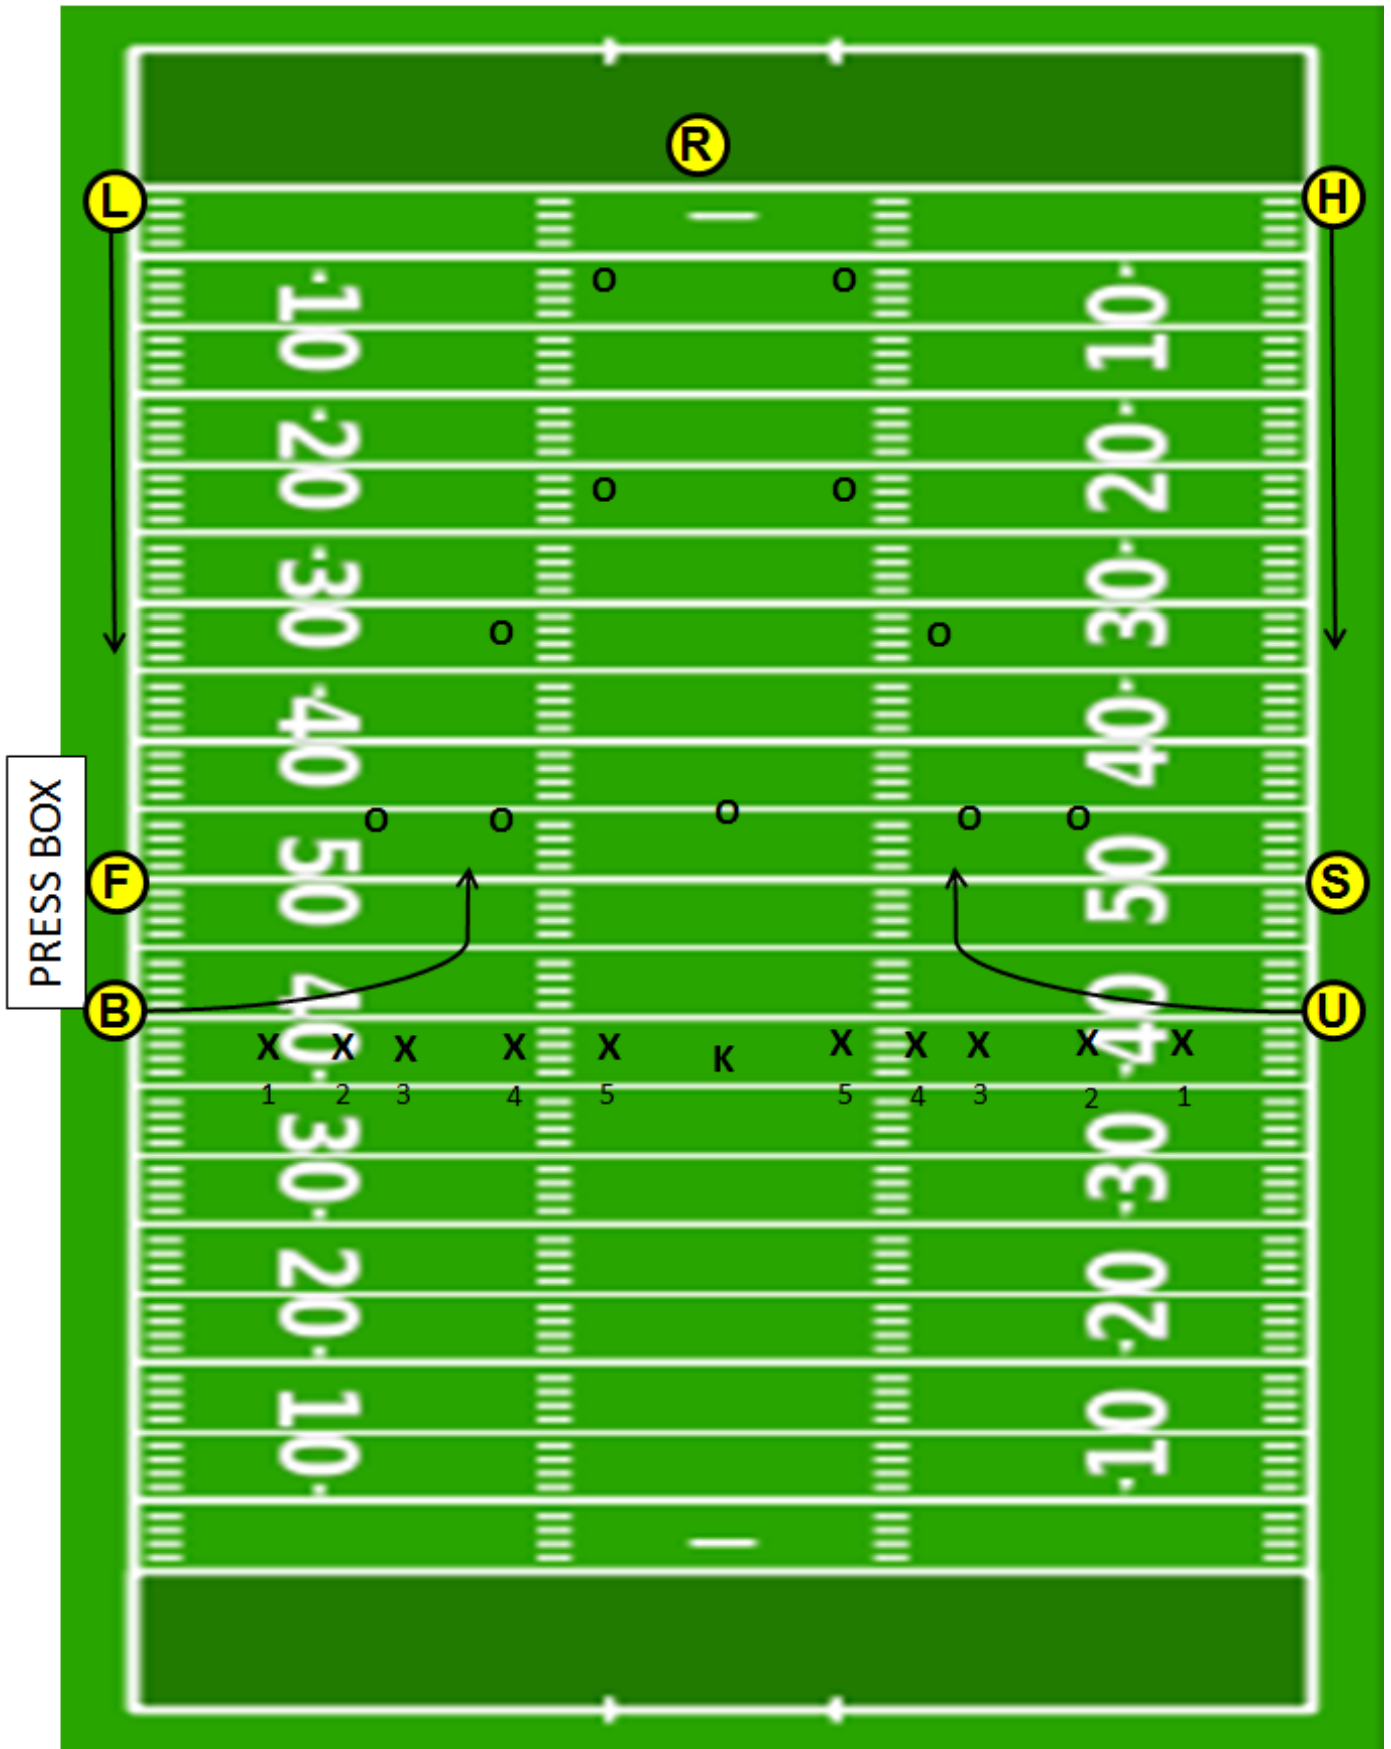 R
L H
O O
10 10
20 20
O O
30 30
O O
40 40
O O O O O
PRESS BOX
F 50 50 S
B 40 40 U
X X X X X K X X X X X
1 2 3 4 5 5 4 3 2 1
30 30
20 20
10 10